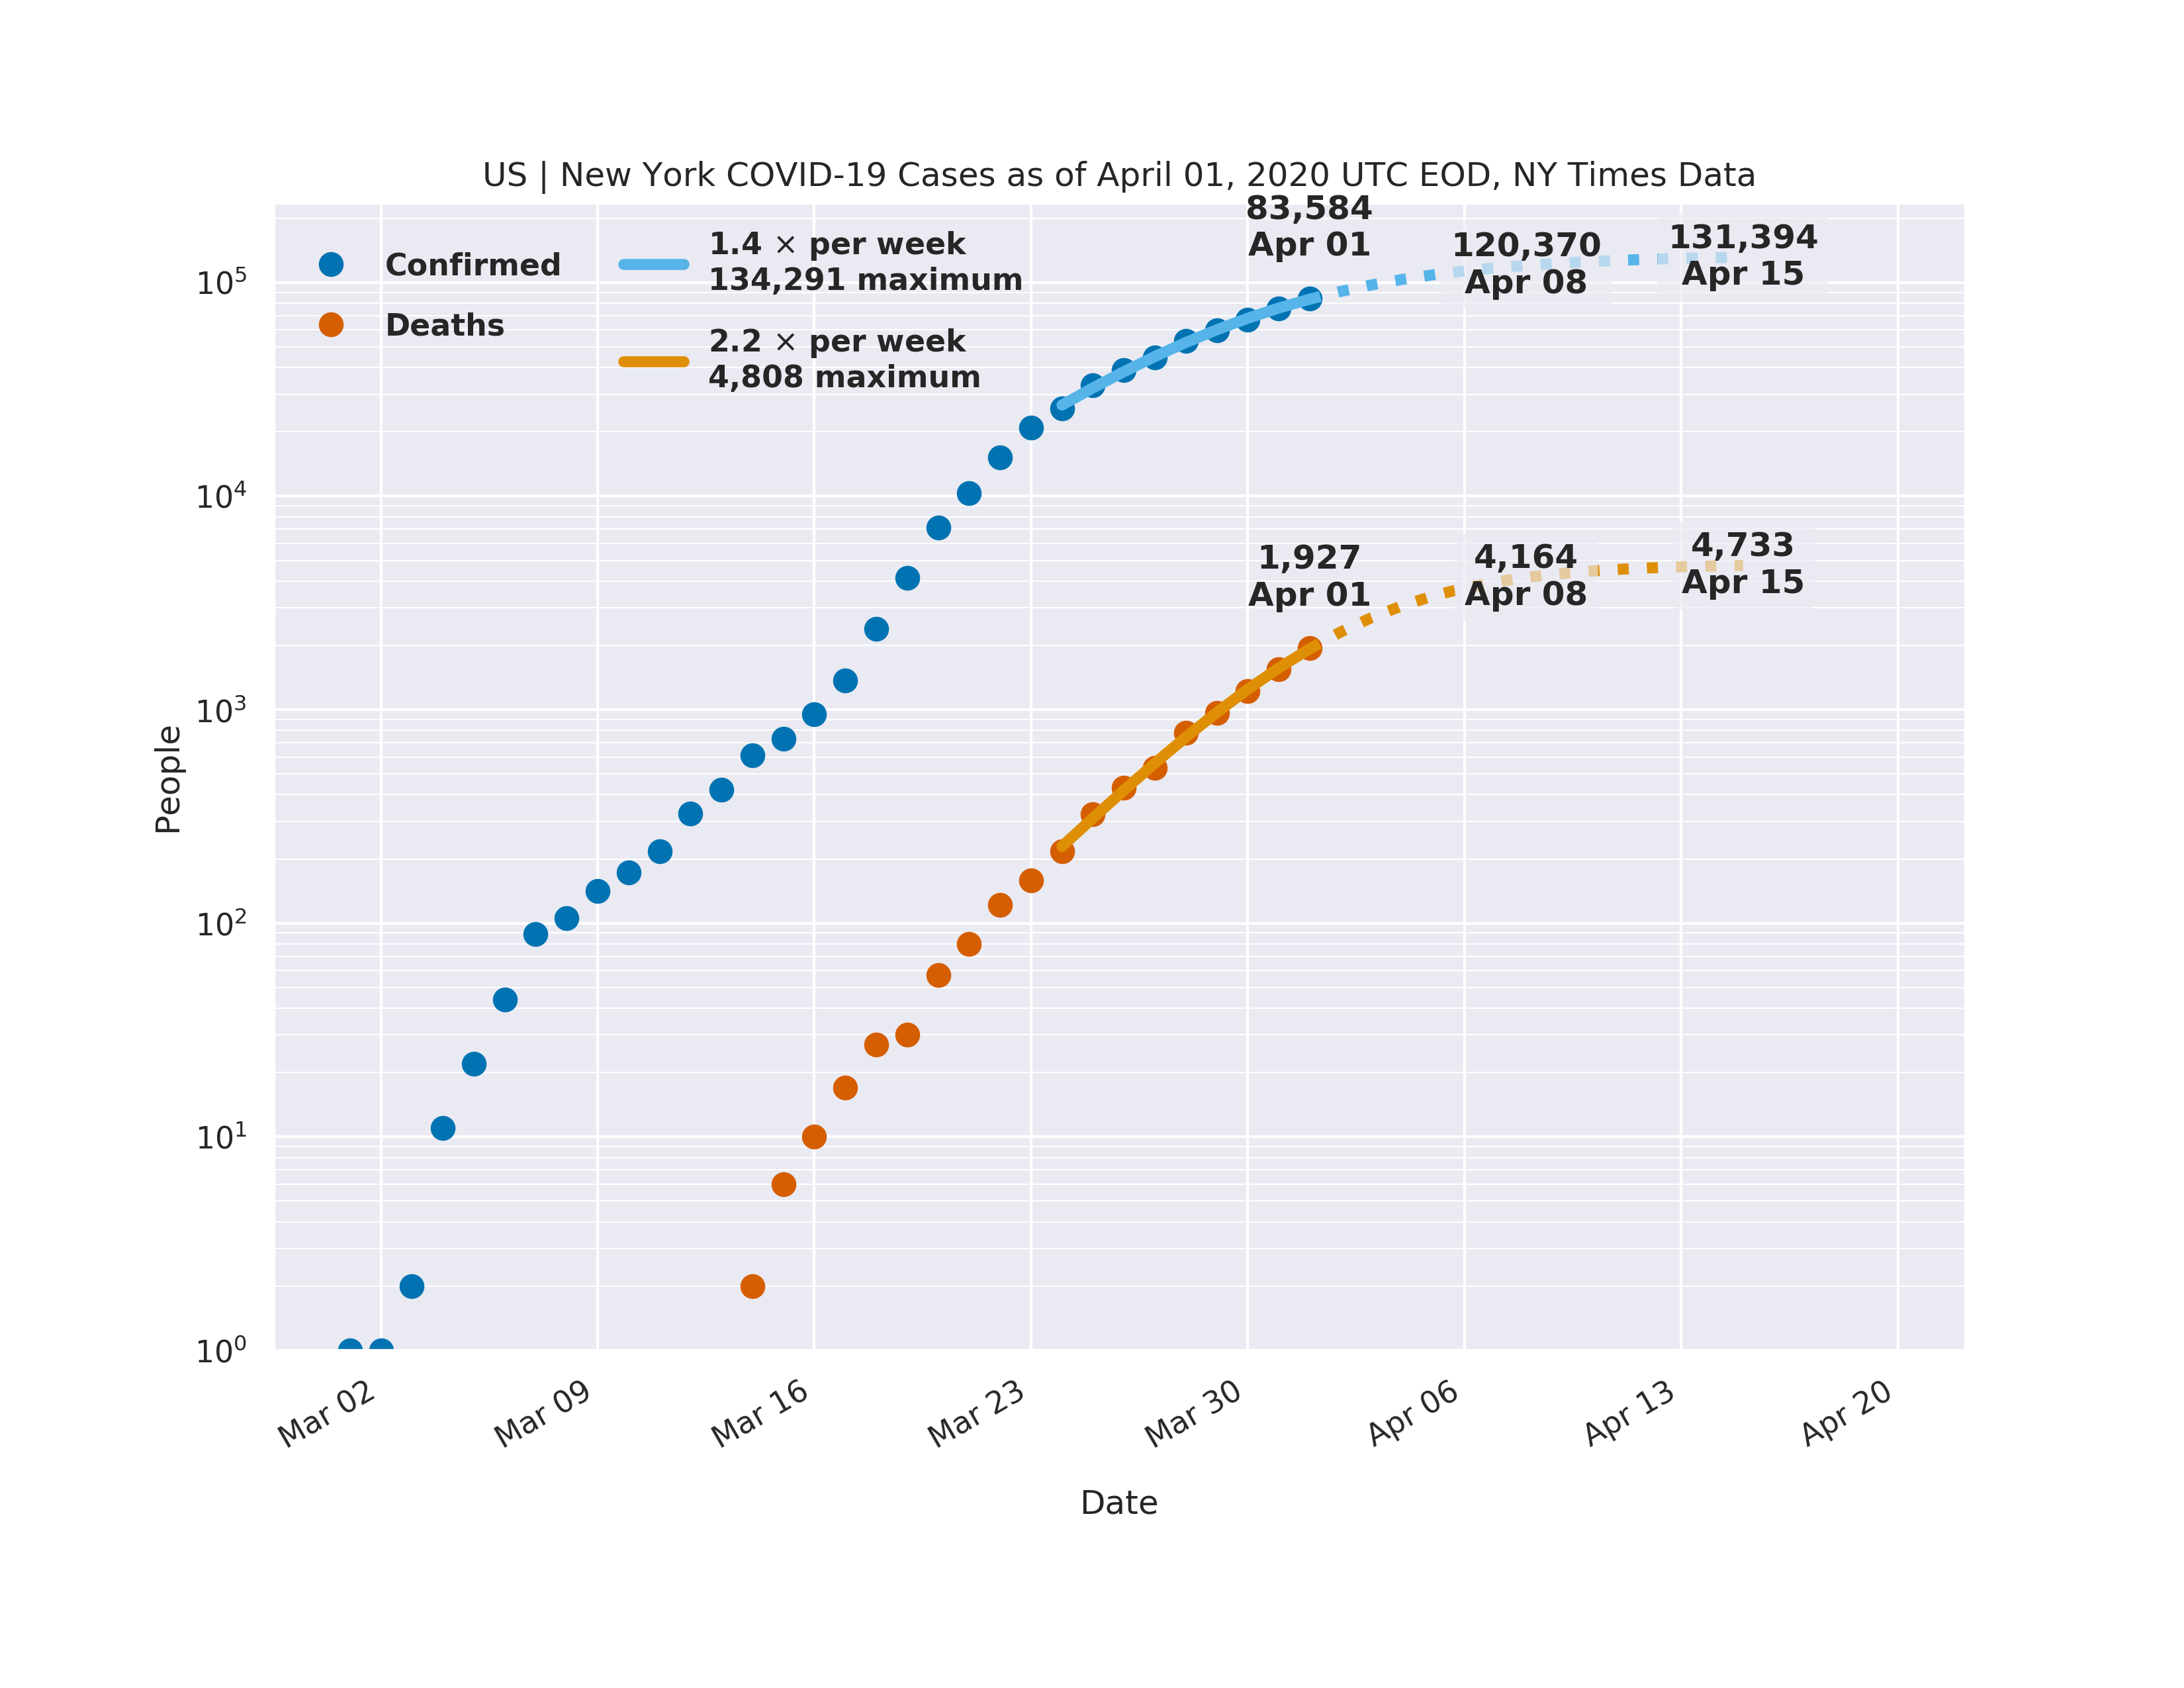 US | New York COVID-19 Cases as of April 01, 2020 UTC EOD, NY Times Data
Confirmed
Deaths
1.4 × per week
134,291 maximum
2.2 × per week
4,808 maximum
83,584
Apr 01
120,370
Apr 08
131,394
Apr 15
1,927
Apr 01
4,164
Apr 08
4,733
Apr 15
People
10⁵
10⁴
10³
10²
10¹
10⁰
Mar 02
Mar 09
Mar 16
Mar 23
Mar 30
Apr 06
Apr 13
Apr 20
Date